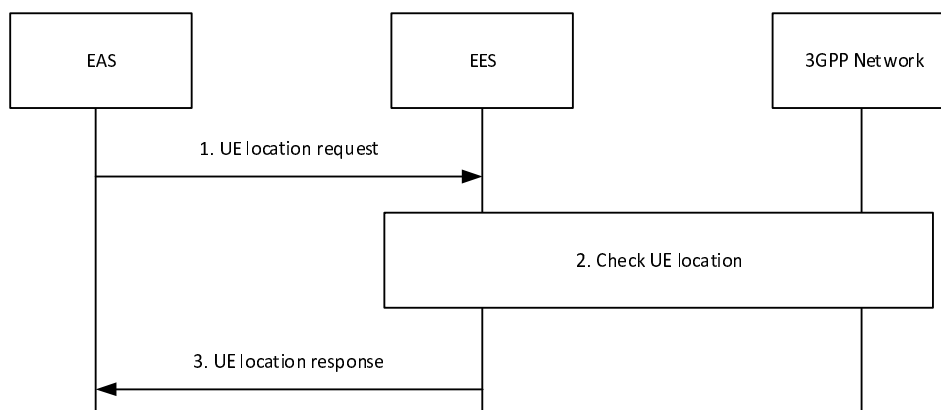 EAS
EES
3GPP Network
1. UE location request
2. Check UE location
3. UE location response